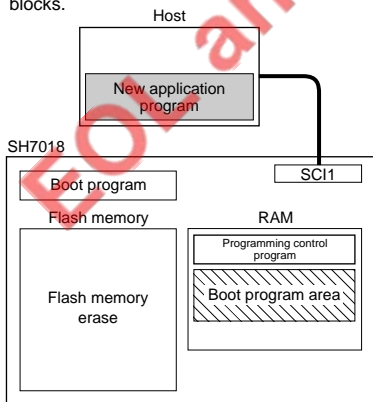 blocks.
Host
New application
program
SH7018
SCI1
Boot program
Flash memory
RAM
Programming control
program
Flash memory
erase
Boot program area
EOL an